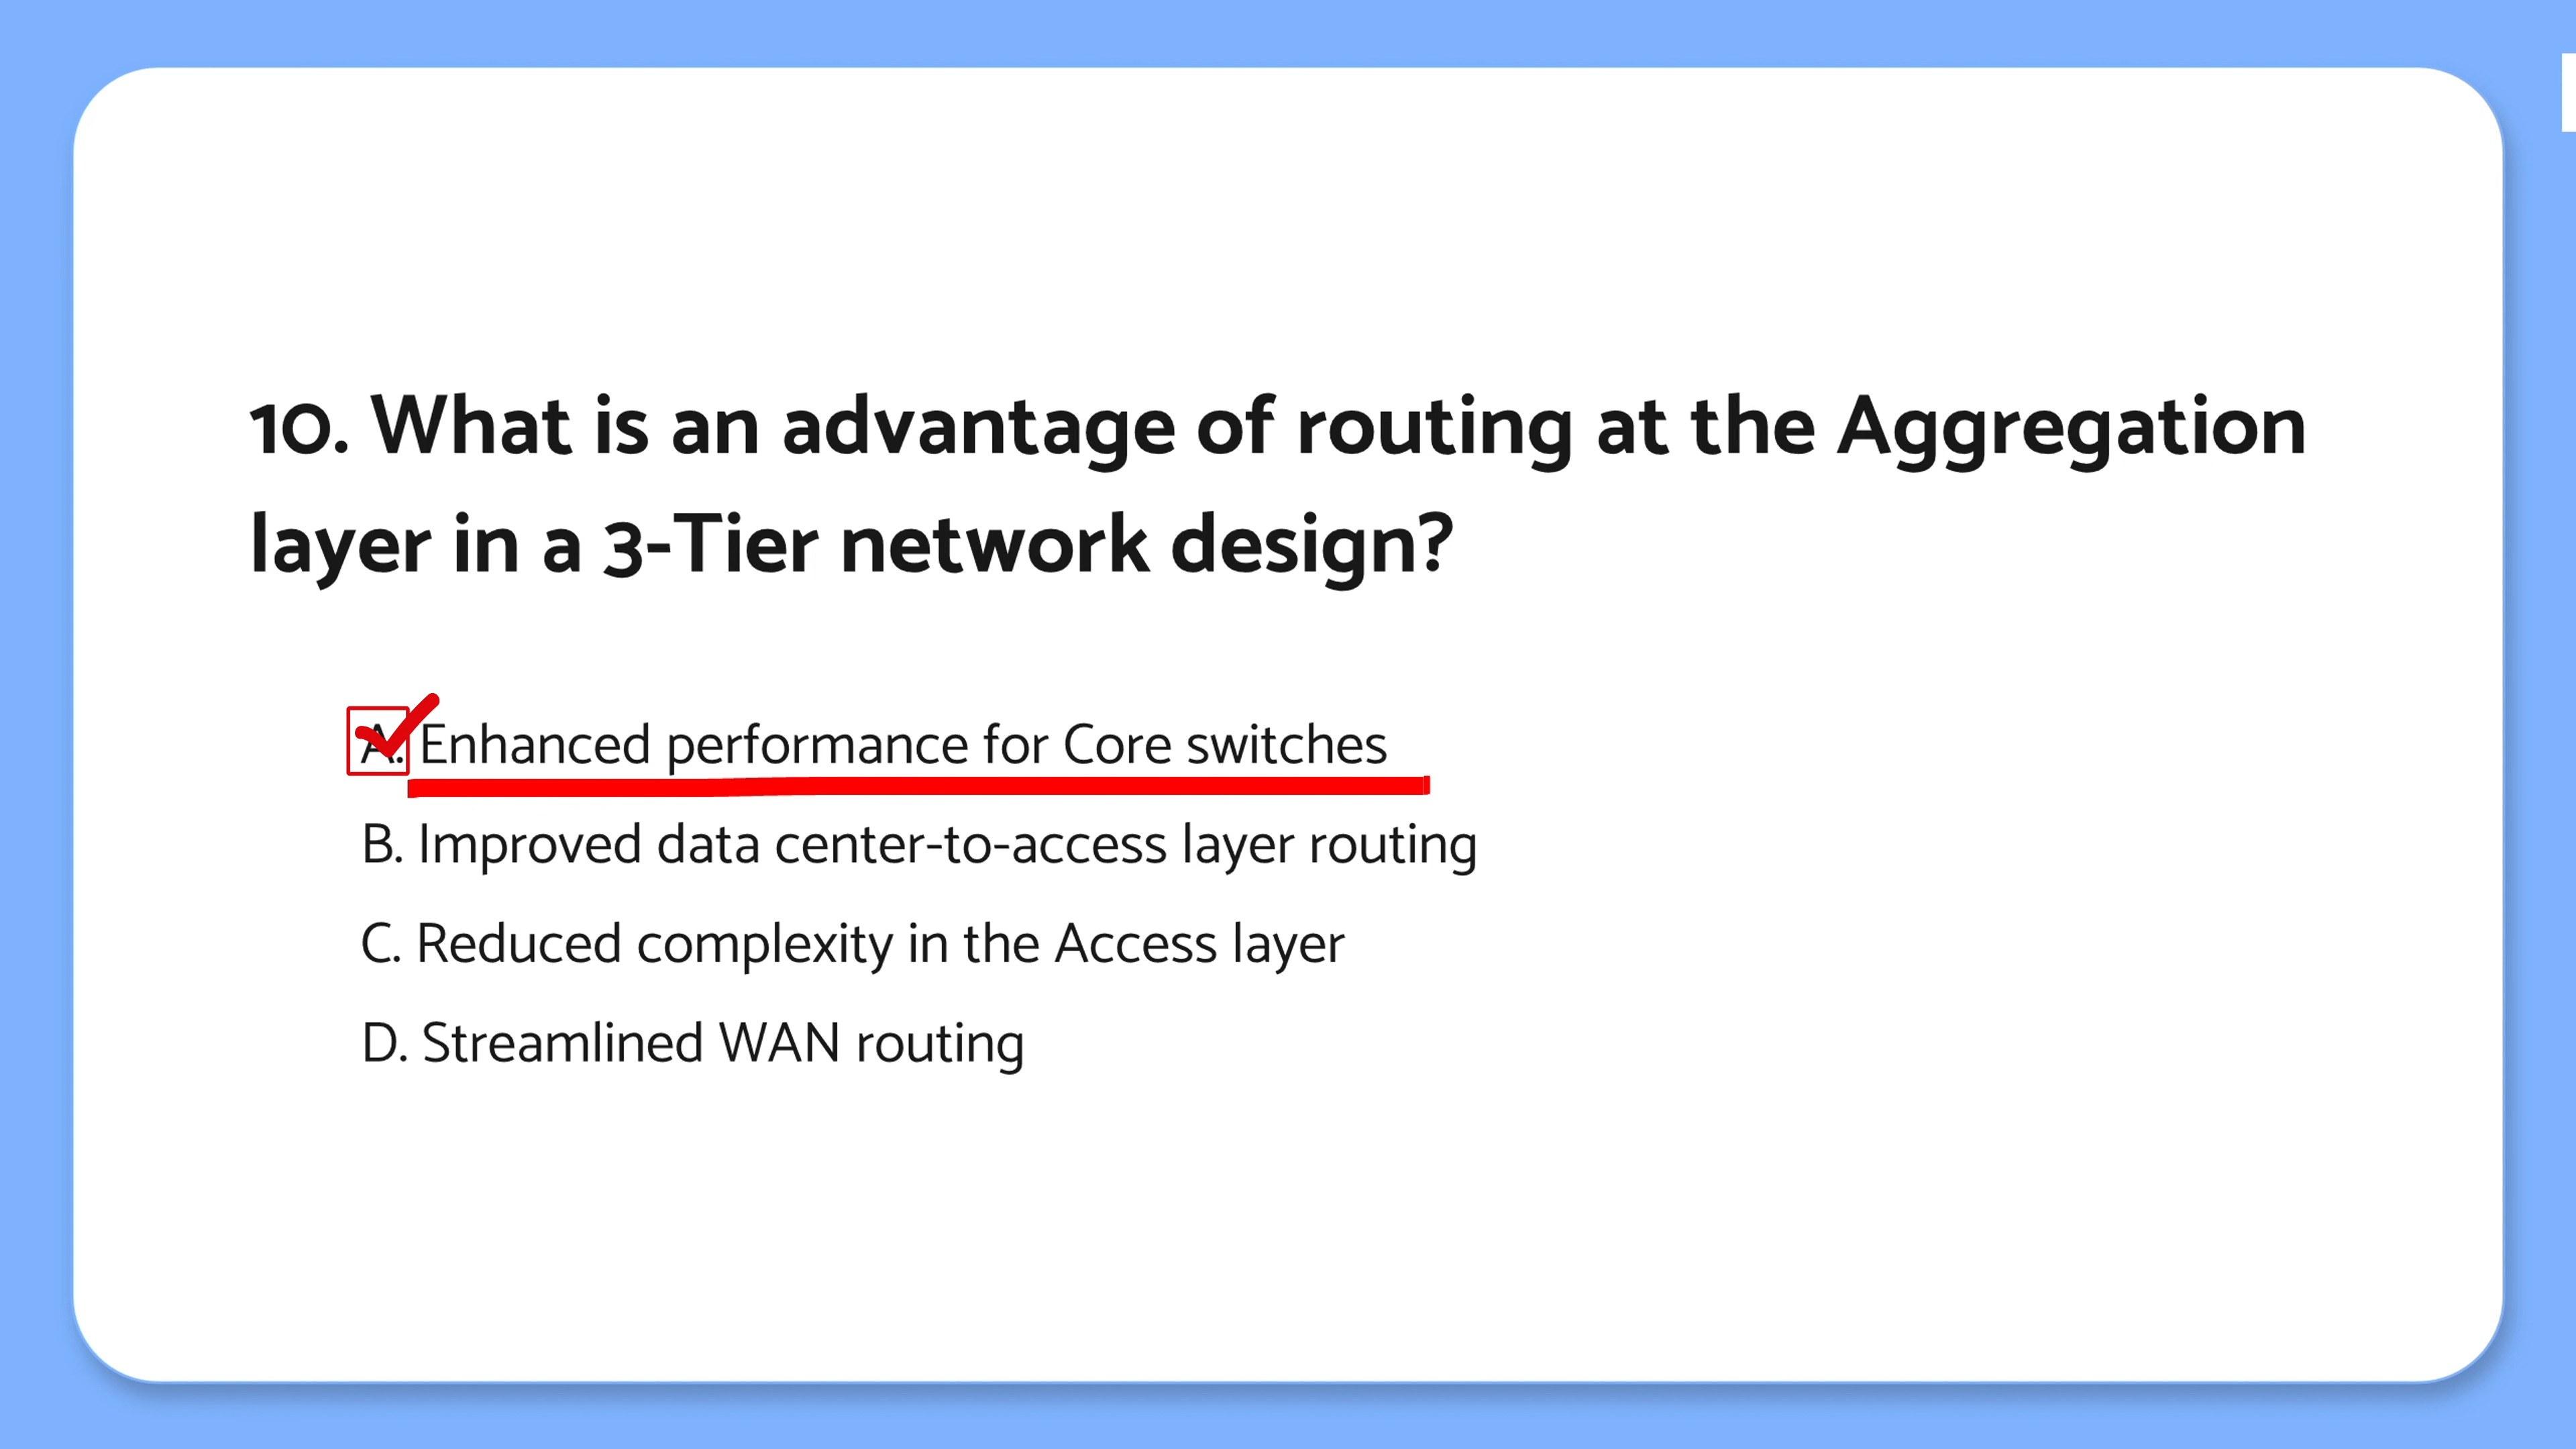 10. What is an advantage of routing at the Aggregation
layer in a 3-Tier network design?
A. Enhanced performance for Core switches
B. Improved data center-to-access layer routing
C. Reduced complexity in the Access layer
D. Streamlined WAN routing